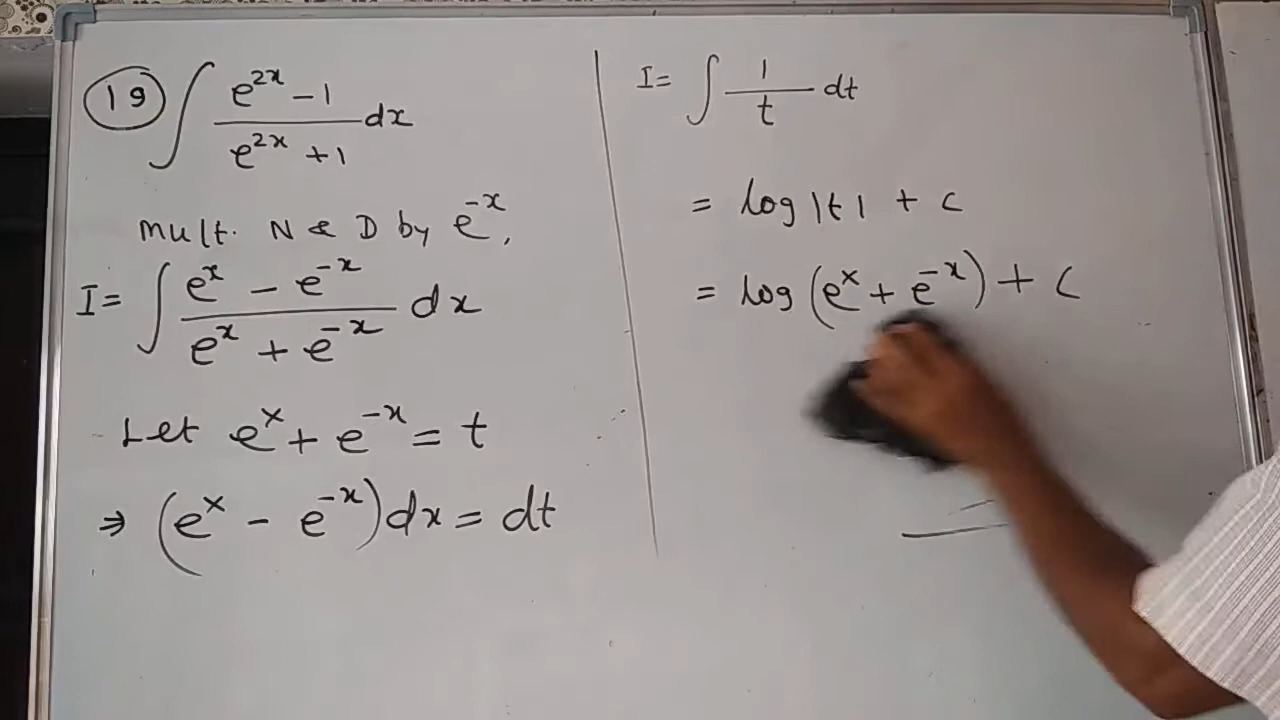 (19) ∫ (e^{2x} - 1)/(e^{2x} + 1) dx
Mult. N & D by e^{-x},
I = ∫ (e^x - e^{-x})/(e^x + e^{-x}) dx
Let e^x + e^{-x} = t
⇒ (e^x - e^{-x}) dx = dt
I = ∫ 1/t dt
= log |t| + c
= log (e^x + e^{-x}) + c